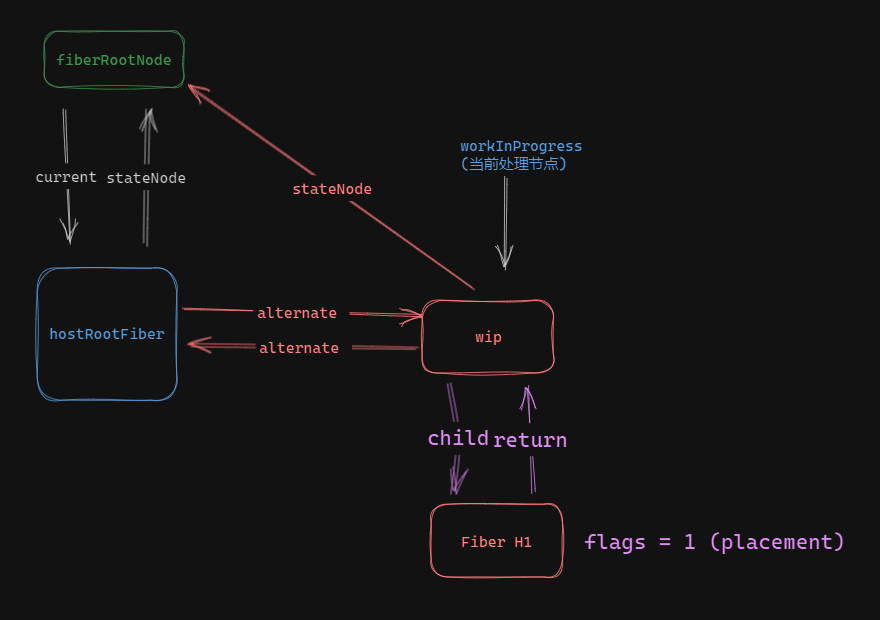 fiberRootNode
workInProgress
(当前处理节点)
current
stateNode
stateNode
alternate
hostRootFiber
wip
alternate
child
return
Fiber H1
flags = 1 (placement)